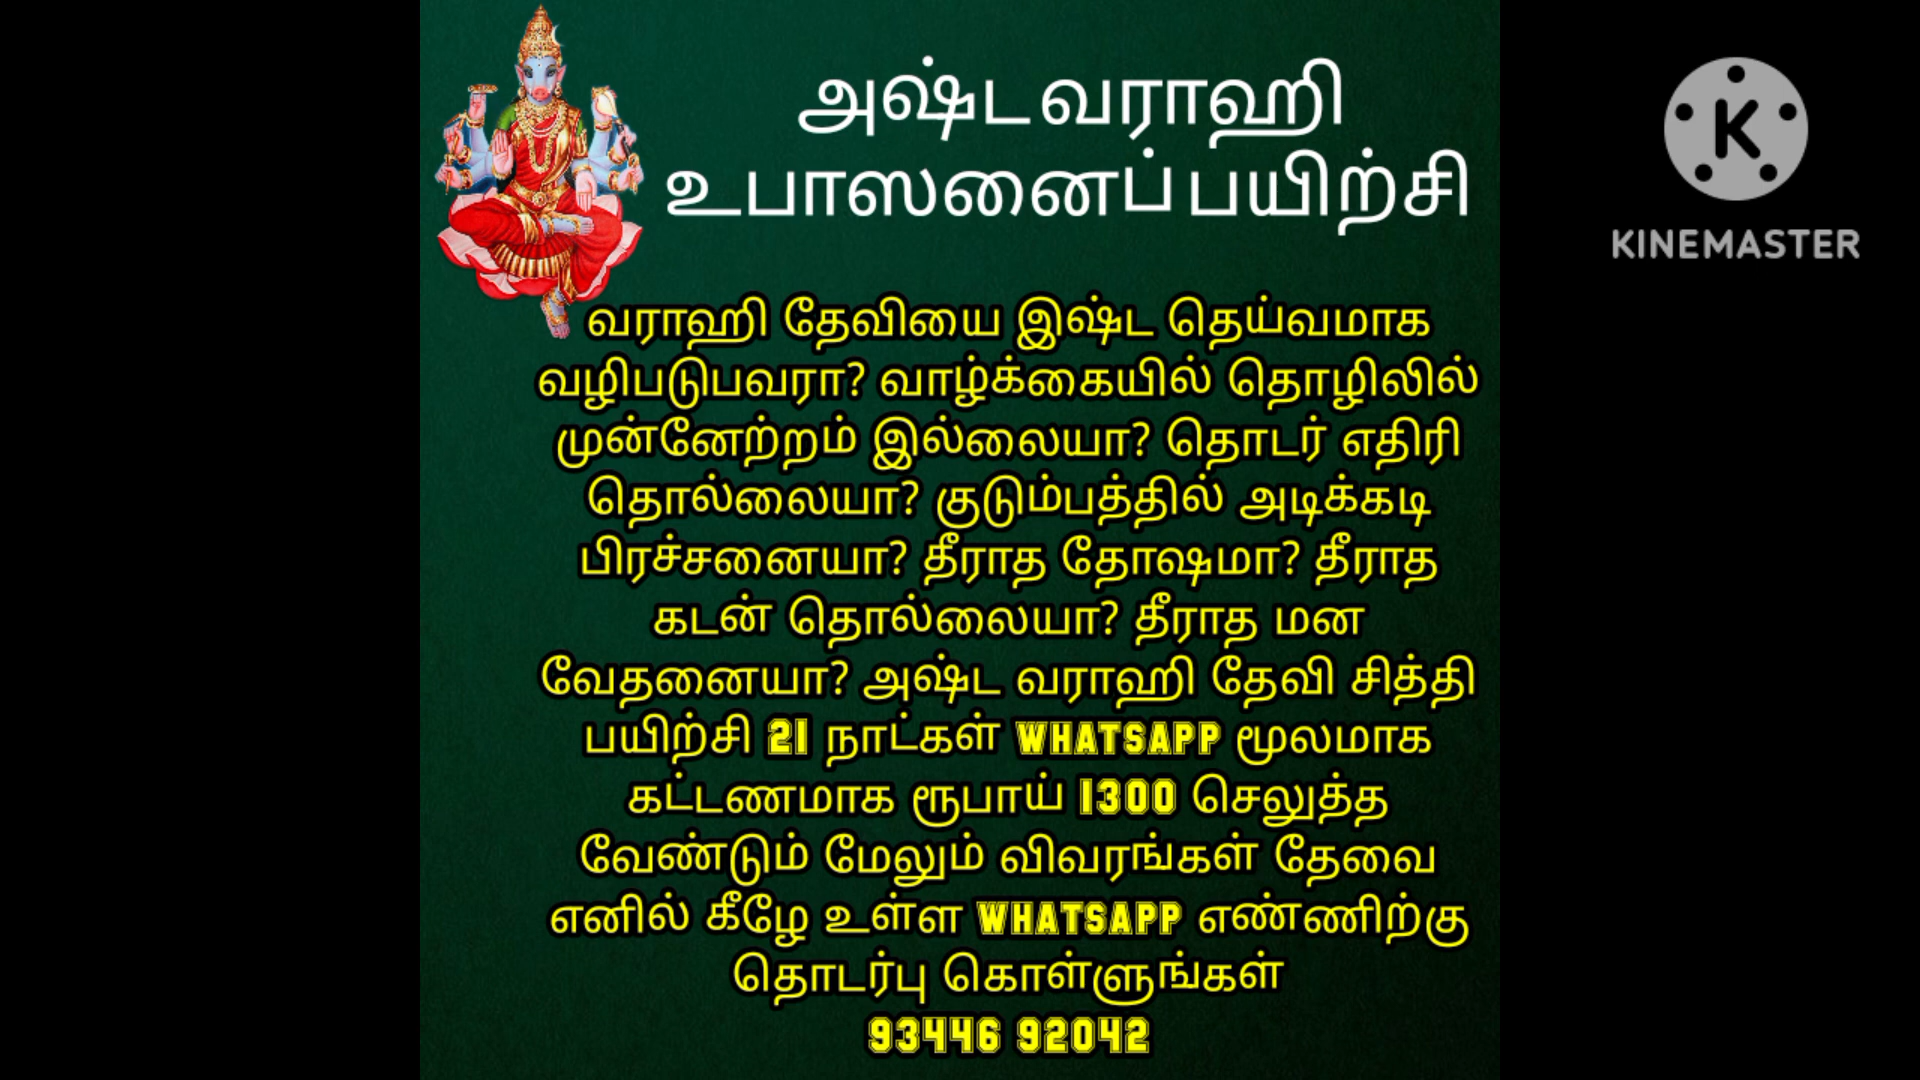 அஷ்டவராஹி
உபாஸனைப் பயிற்சி
KINEMASTER
வராஹி தேவியை இஷ்ட தெய்வமாக
வழிபடுபவரா? வாழ்க்கையில் தொழிலில்
முன்னேற்றம் இல்லையா? தொடர் எதிரி
தொல்லையா? குடும்பத்தில் அடிக்கடி
பிரச்சனையா? தீராத தோஷமா? தீராத
கடன் தொல்லையா? தீராத மன
வேதனையா? அஷ்ட வராஹி தேவி சித்தி
பயிற்சி 21 நாட்கள் WHATSAPP மூலமாக
கட்டணமாக ரூபாய் 1300 செலுத்த
வேண்டும் மேலும் விவரங்கள் தேவை
எனில் கீழே உள்ள WHATSAPP எண்ணிற்கு
தொடர்பு கொள்ளுங்கள்
93446 92042